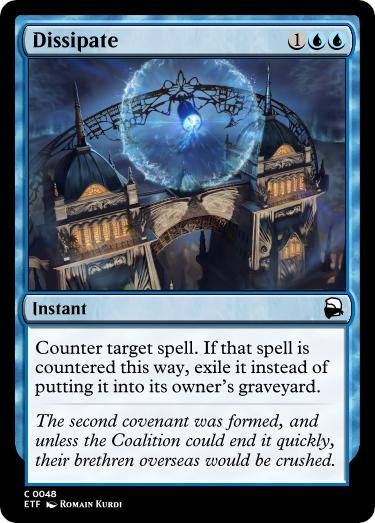 Dissipate 1
Instant
Counter target spell. If that spell is
countered this way, exile it instead of
putting it into its owner's graveyard.
The second covenant was formed, and
unless the Coalition could end it quickly,
their brethren overseas would be crushed.
C 0048
ETF Romain Kurdi